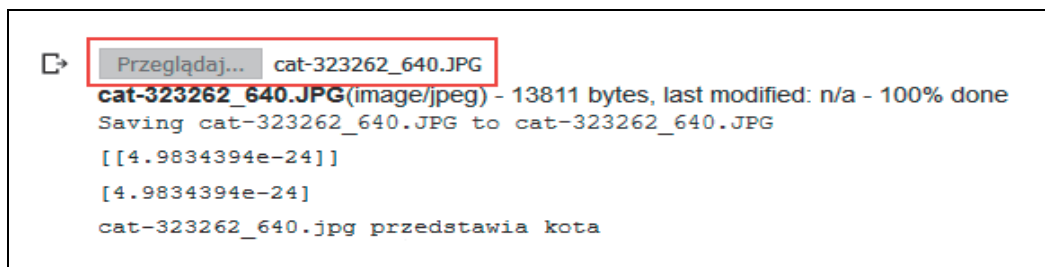 Przeglądaj... cat-323262_640.JPG
cat-323262_640.JPG(image/jpeg) - 13811 bytes, last modified: n/a - 100% done
Saving cat-323262_640.JPG to cat-323262_640.JPG
[[4.9834394e-24]]
[4.9834394e-24]
cat-323262_640.jpg przedstawia kota